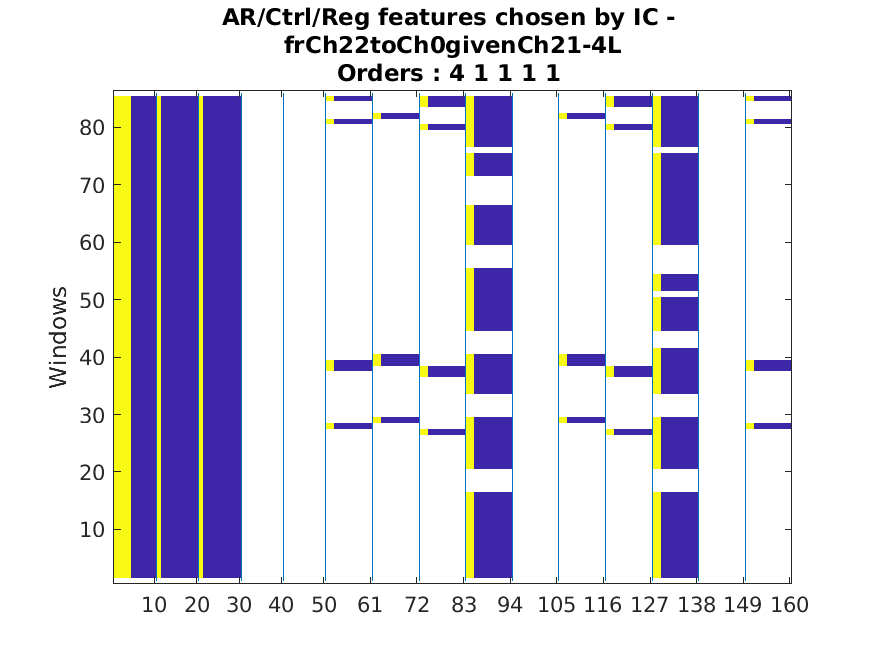 AR/Ctrl/Reg features chosen by IC -
frCh22toCh0givenCh21-4L
Orders : 4 1 1 1 1
Windows
80
70
60
50
40
30
20
10
10 20 30 40 50 61 72 83 94 105 116 127 138 149 160